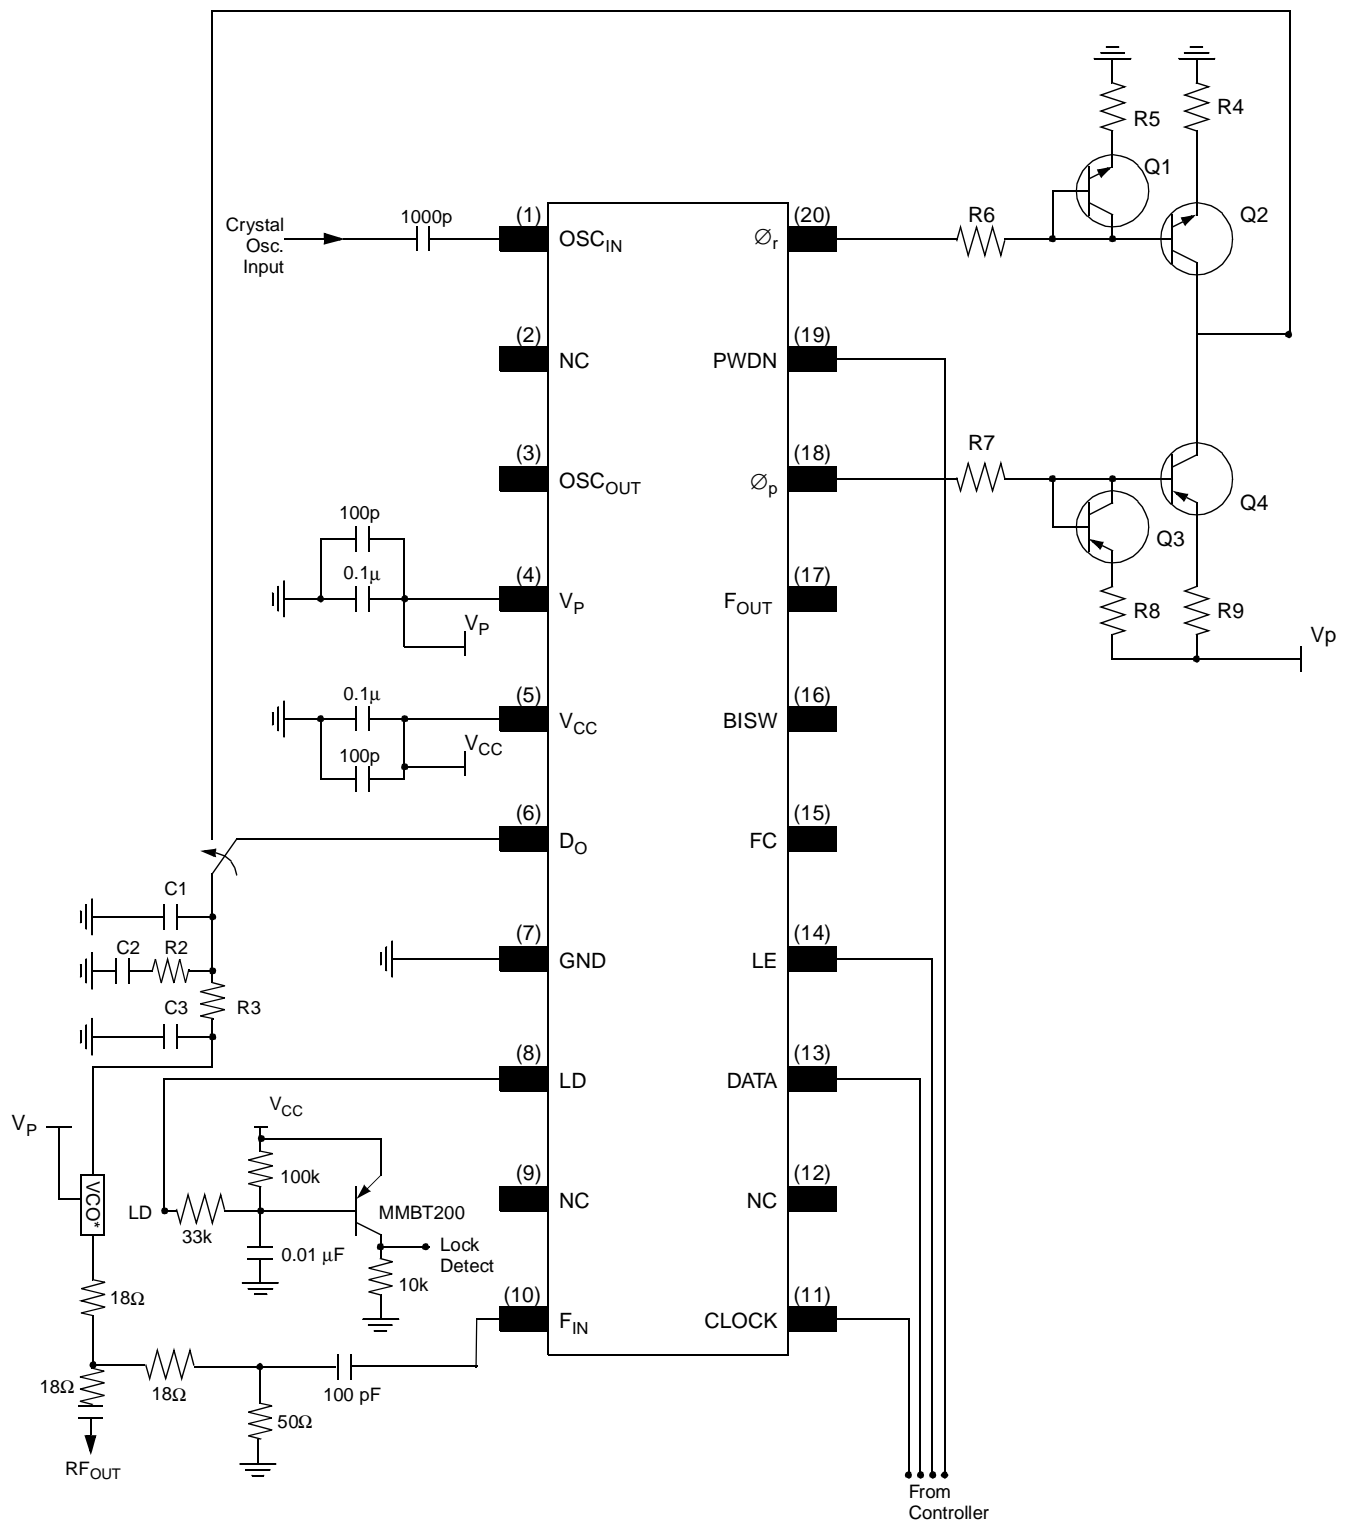 R5
R4
Q1
Crystal
Osc.
Input
1000p
(1)
OSCIN
(20)
Ør
R6
Q2
(2)
NC
(19)
PWDN
(3)
OSCOUT
(18)
Øp
R7
Q4
Q3
100p
0.1μ
(4)
VP
VP
(17)
FOUT
R8
R9
Vp
0.1μ
(5)
VCC
VCC
100p
(16)
BISW
(6)
DO
(15)
FC
C1
C2
R2
(7)
GND
(14)
LE
C3
R3
(8)
LD
(13)
DATA
VP
VCC
100k
(9)
NC
(12)
NC
VCO*
LD
33k
MMBT200
0.01 μF
Lock
Detect
10k
18Ω
(10)
FIN
(11)
CLOCK
18Ω
18Ω
100 pF
50Ω
RFOUT
From
Controller